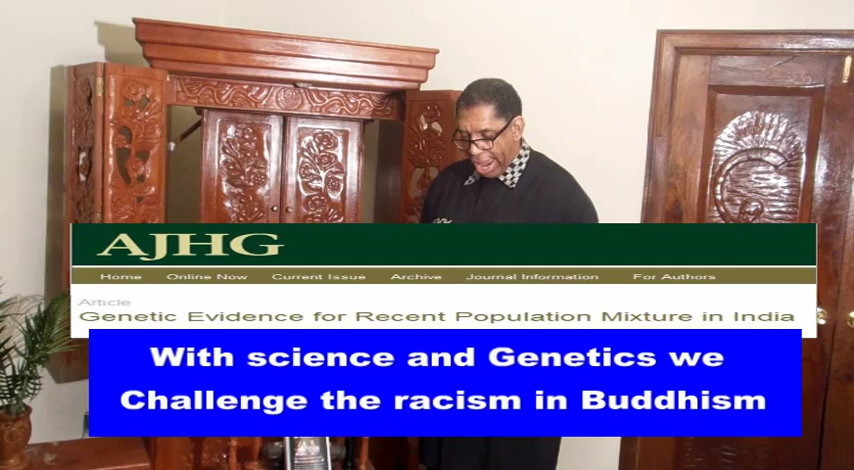 AJHG
Home Online Now Current Issue Archive Journal Information For Authors
Article
Genetic Evidence for Recent Population Mixture in India
With science and Genetics we
Challenge the racism in Buddhism